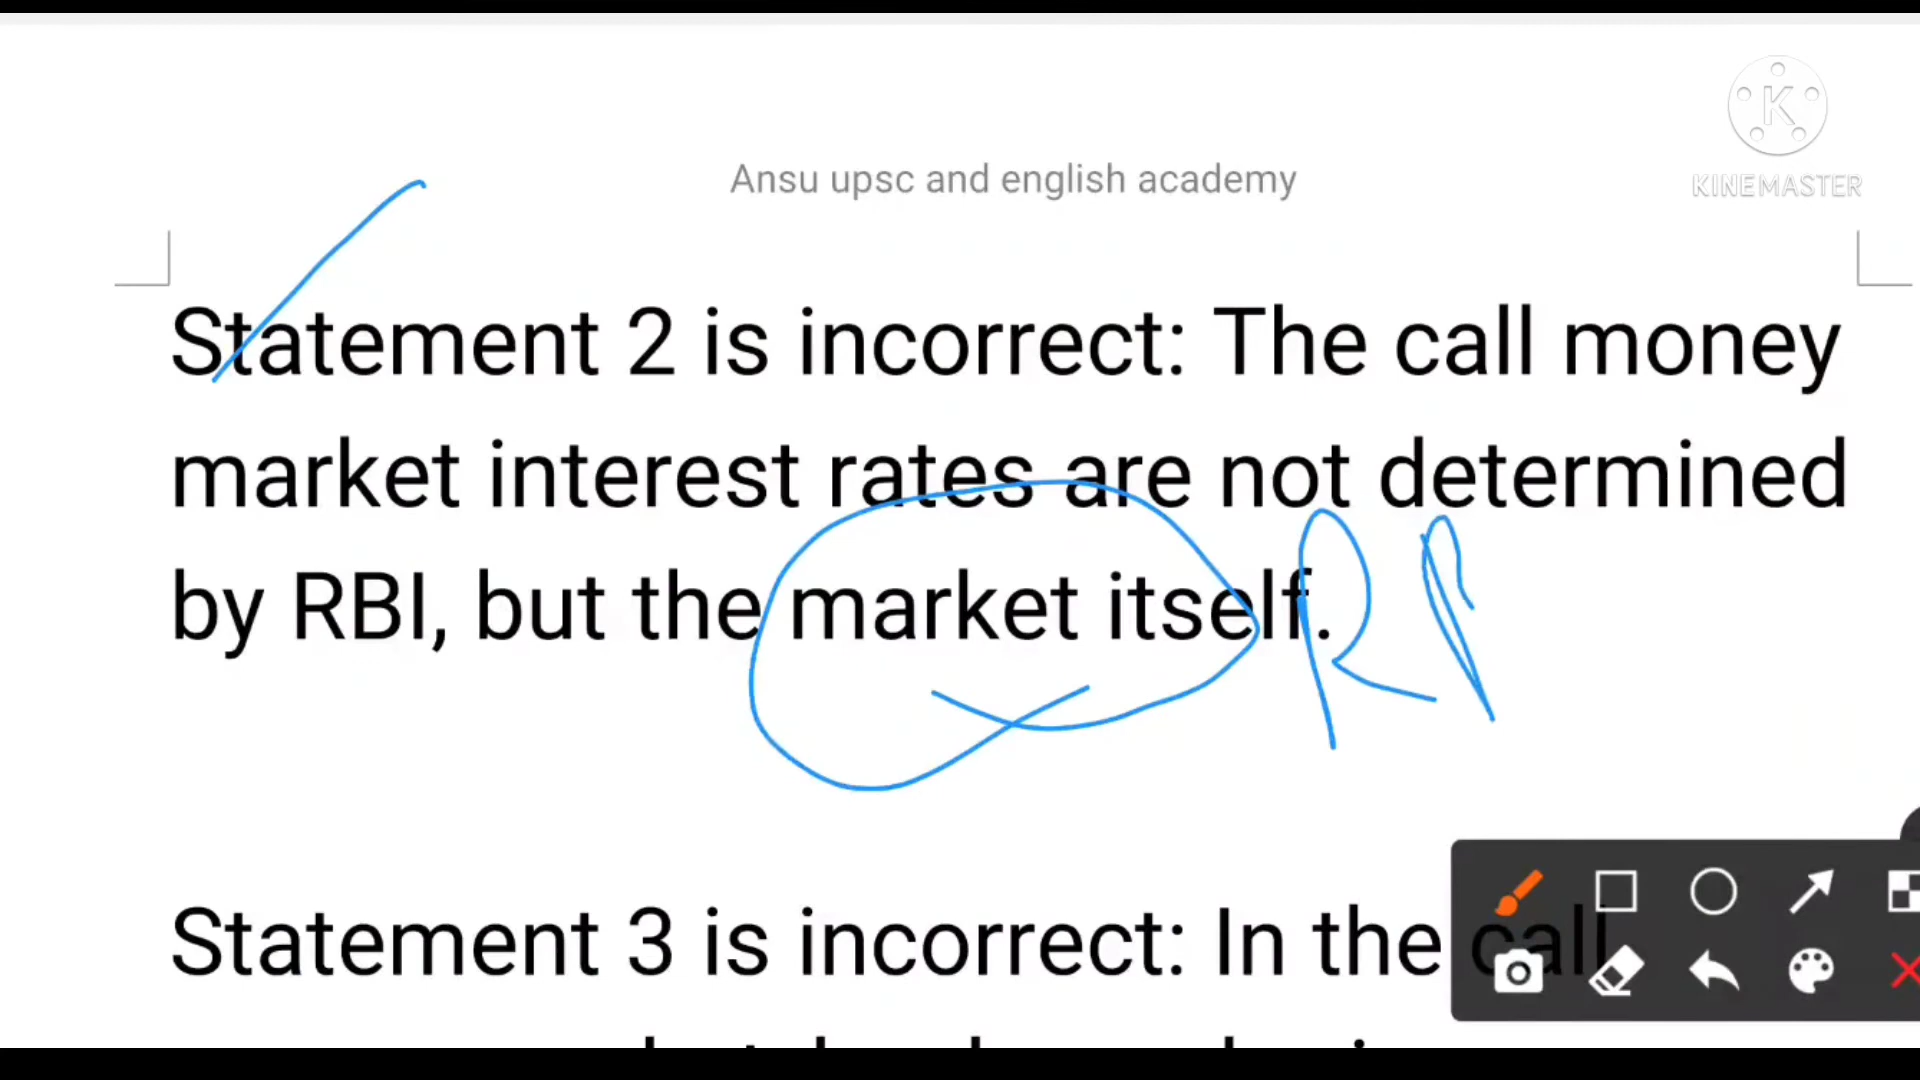 KINEMASTER
Ansu upsc and english academy
Statement 2 is incorrect: The call money
market interest rates are not determined
by RBI, but the market itself.
Statement 3 is incorrect: In the call